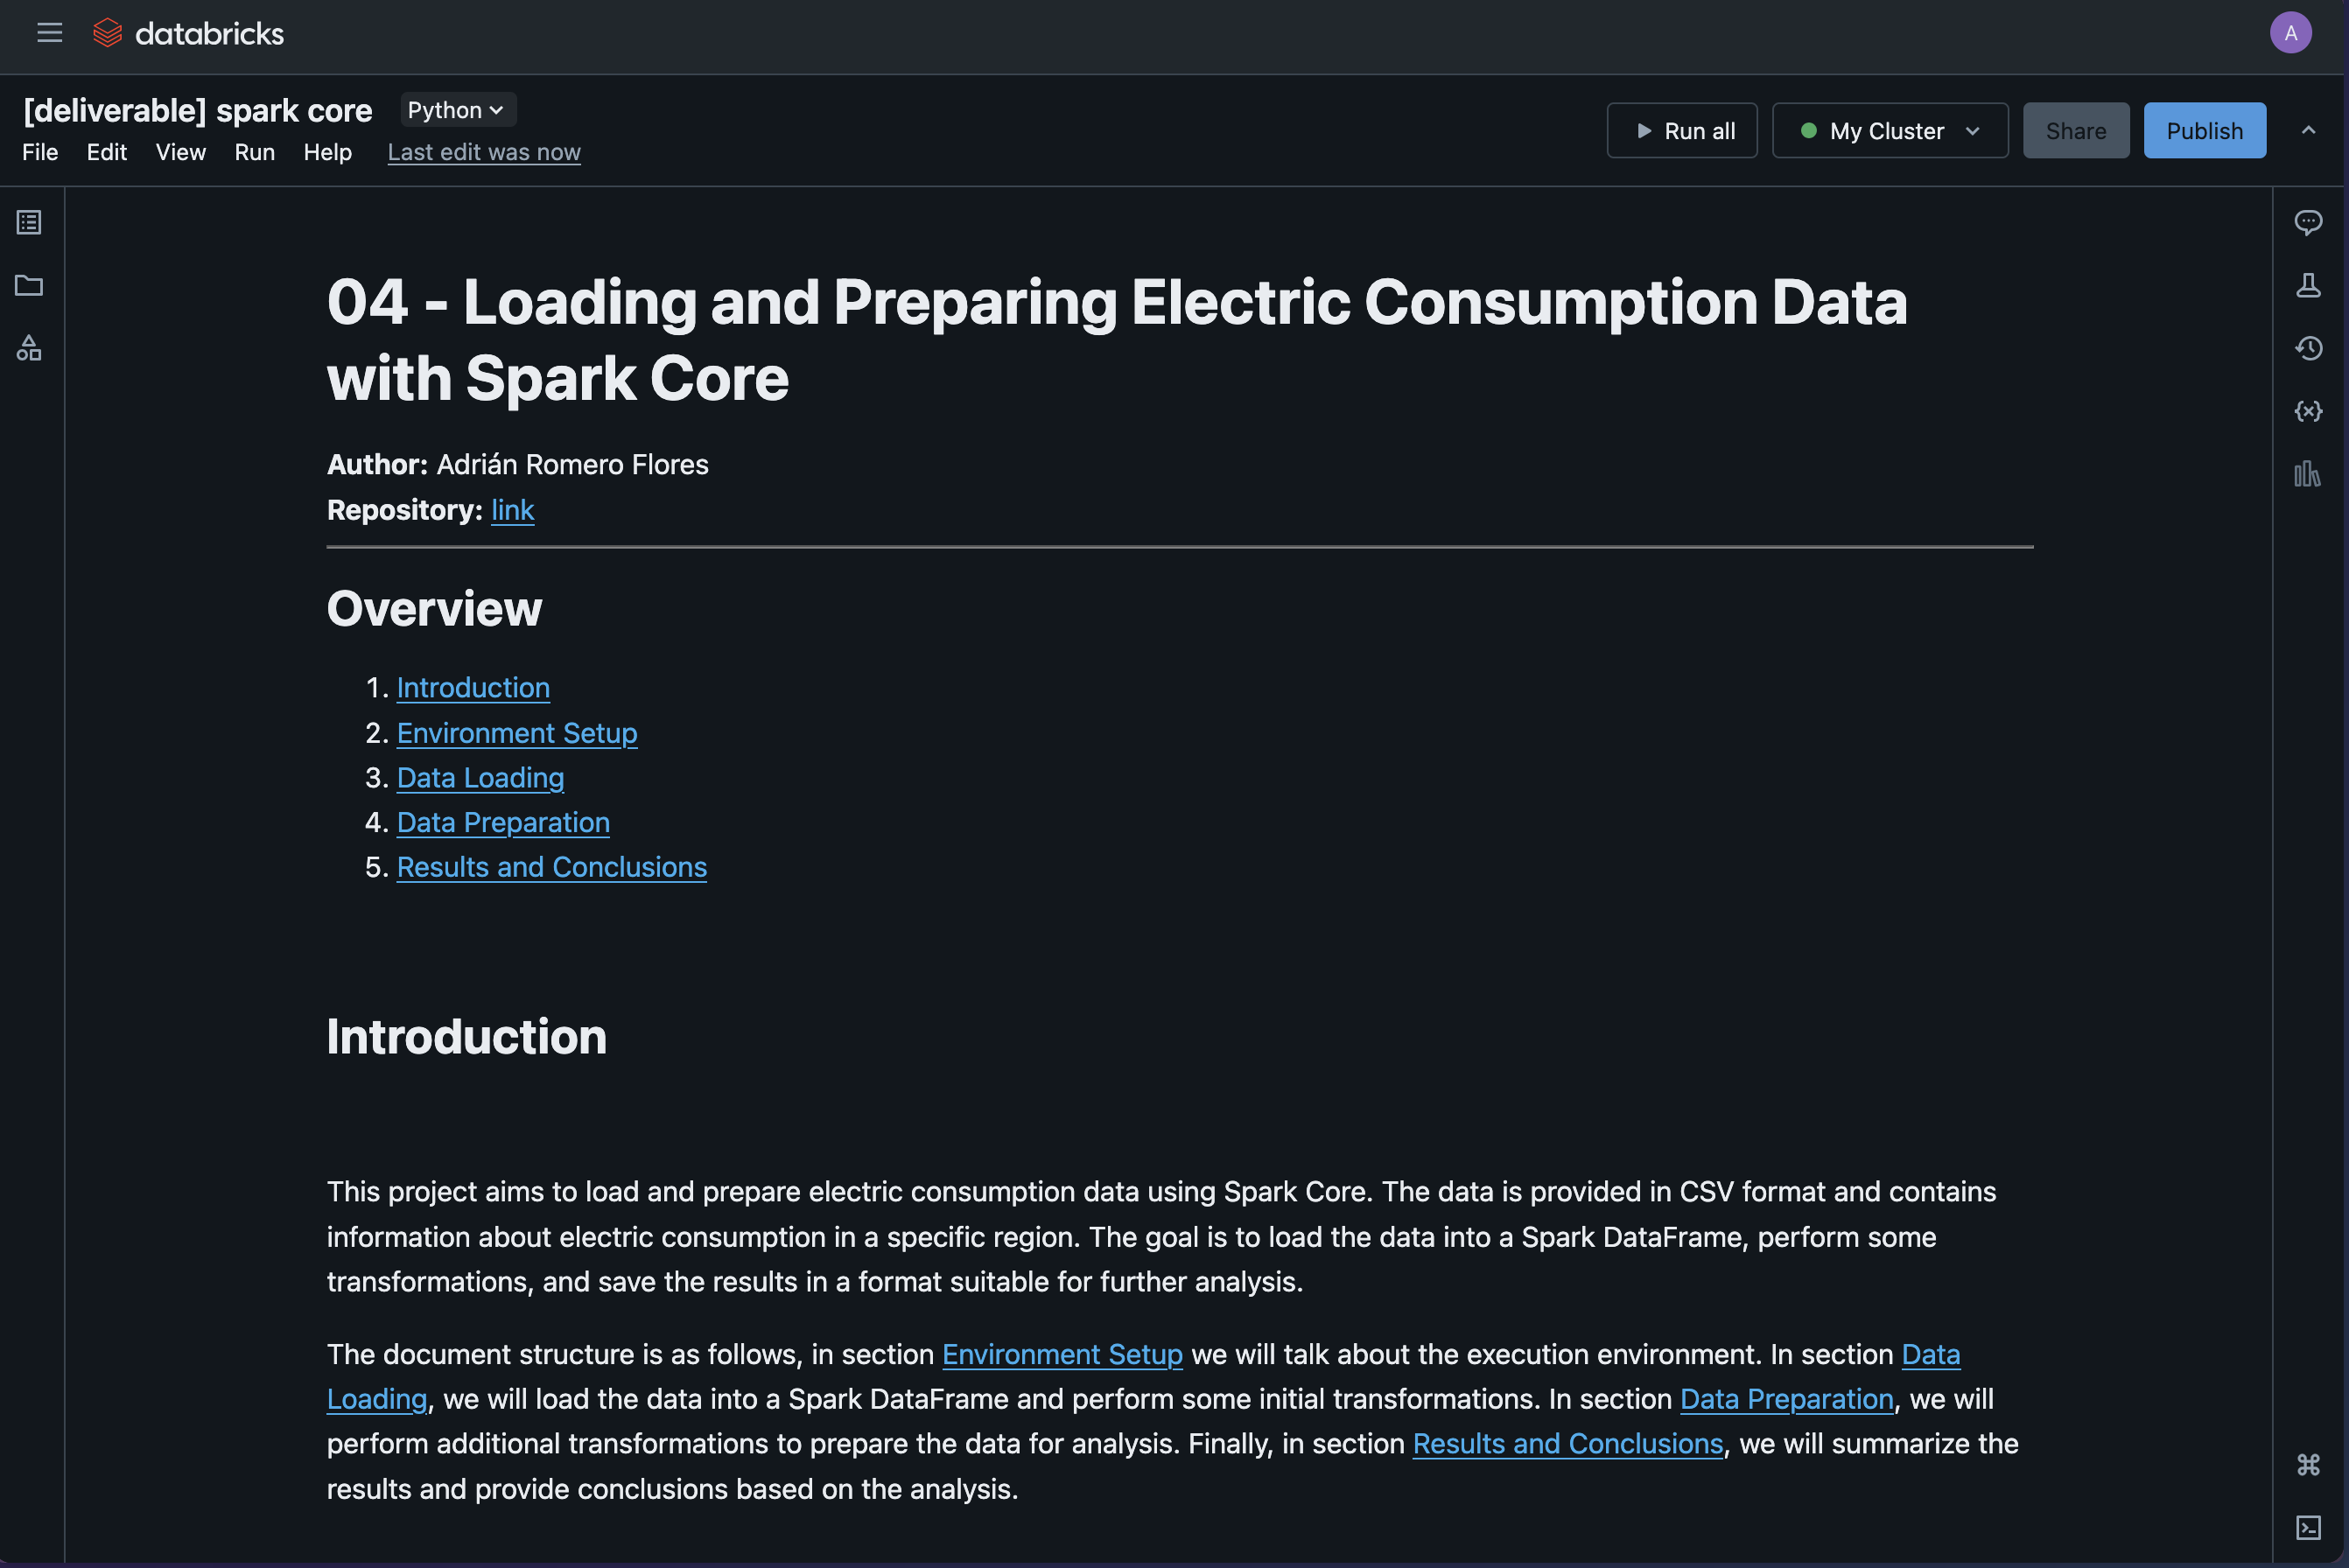 databricks
A
[deliverable] spark core
Python
File Edit View Run Help Last edit was now
Run all
My Cluster
Share
Publish
04 - Loading and Preparing Electric Consumption Data
with Spark Core
Author: Adrián Romero Flores
Repository: link
Overview
1. Introduction
2. Environment Setup
3. Data Loading
4. Data Preparation
5. Results and Conclusions
Introduction
This project aims to load and prepare electric consumption data using Spark Core. The data is provided in CSV format and contains
information about electric consumption in a specific region. The goal is to load the data into a Spark DataFrame, perform some
transformations, and save the results in a format suitable for further analysis.
The document structure is as follows, in section Environment Setup we will talk about the execution environment. In section Data
Loading, we will load the data into a Spark DataFrame and perform some initial transformations. In section Data Preparation, we will
perform additional transformations to prepare the data for analysis. Finally, in section Results and Conclusions, we will summarize the
results and provide conclusions based on the analysis.